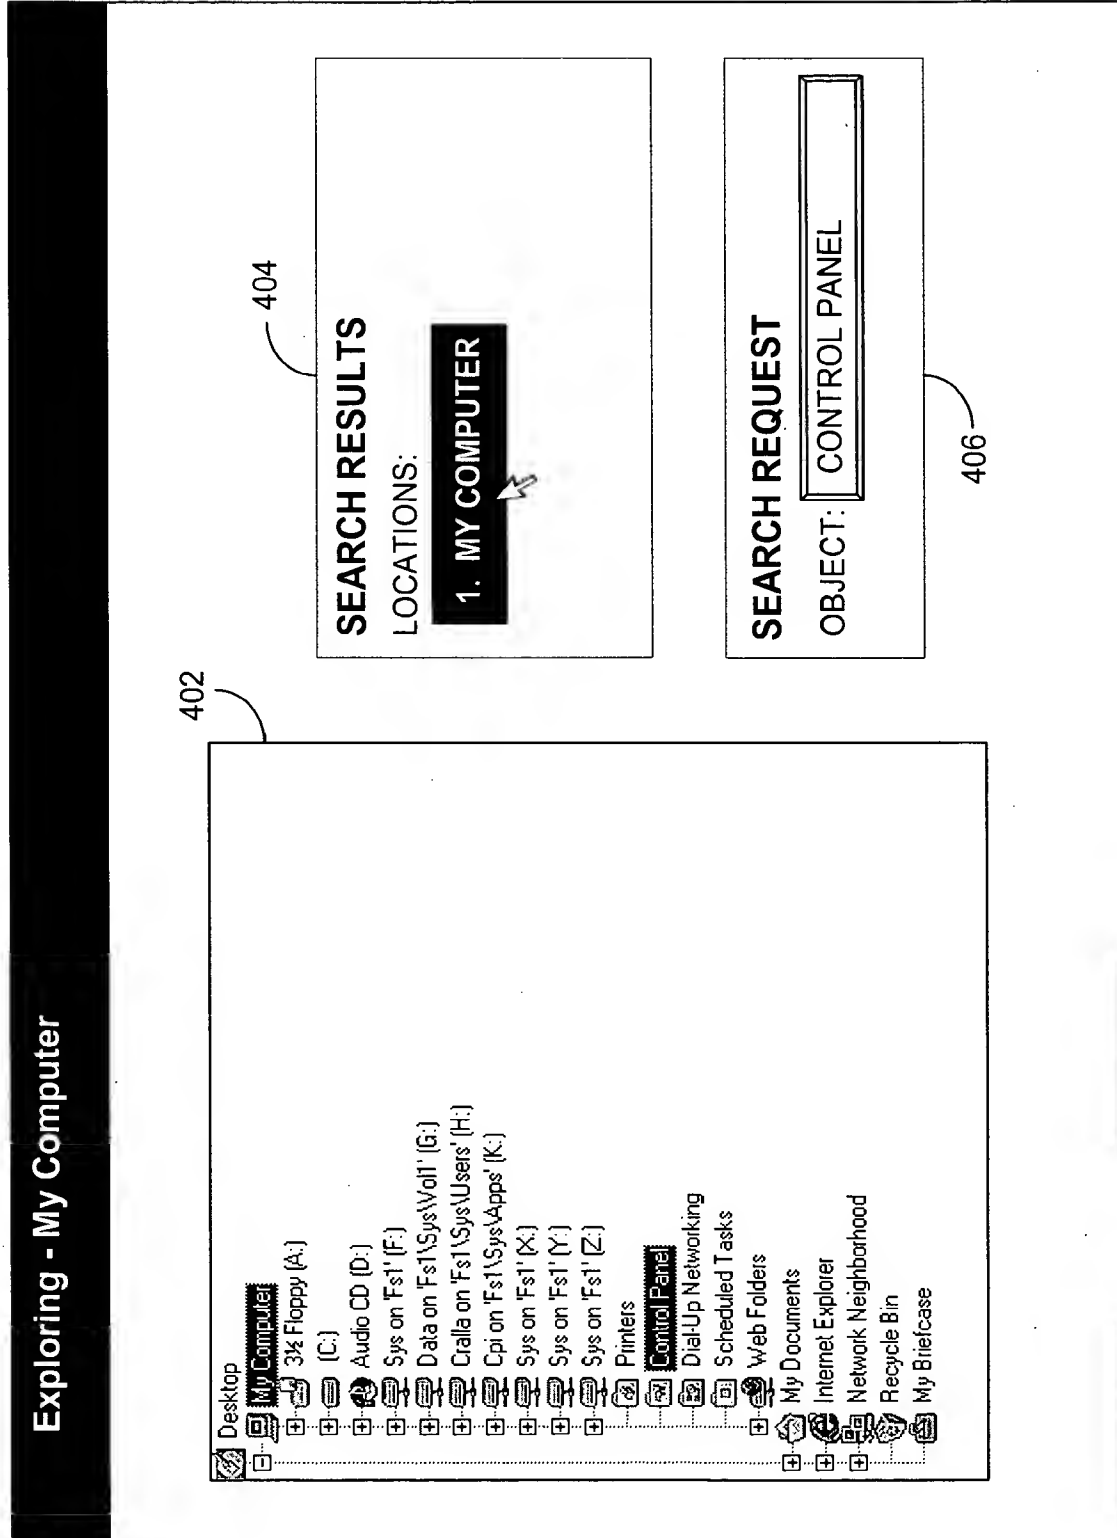 Exploring - My Computer
402
Desktop
My Computer
3½ Floppy (A:)
(C:)
Audio CD (D:)
Sys on 'Fs1' (F:)
Data on 'Fs1\Sys\Vol1' (G:)
Cralla on 'Fs1\Sys\Users' (H:)
Cpi on 'Fs1\Sys\Apps' (K:)
Sys on 'Fs1' (X:)
Sys on 'Fs1' (Y:)
Sys on 'Fs1' (Z:)
Printers
Control Panel
Dial-Up Networking
Scheduled Tasks
Web Folders
My Documents
Internet Explorer
Network Neighborhood
Recycle Bin
My Briefcase
404
SEARCH RESULTS
LOCATIONS:
1. MY COMPUTER
SEARCH REQUEST
OBJECT: CONTROL PANEL
406